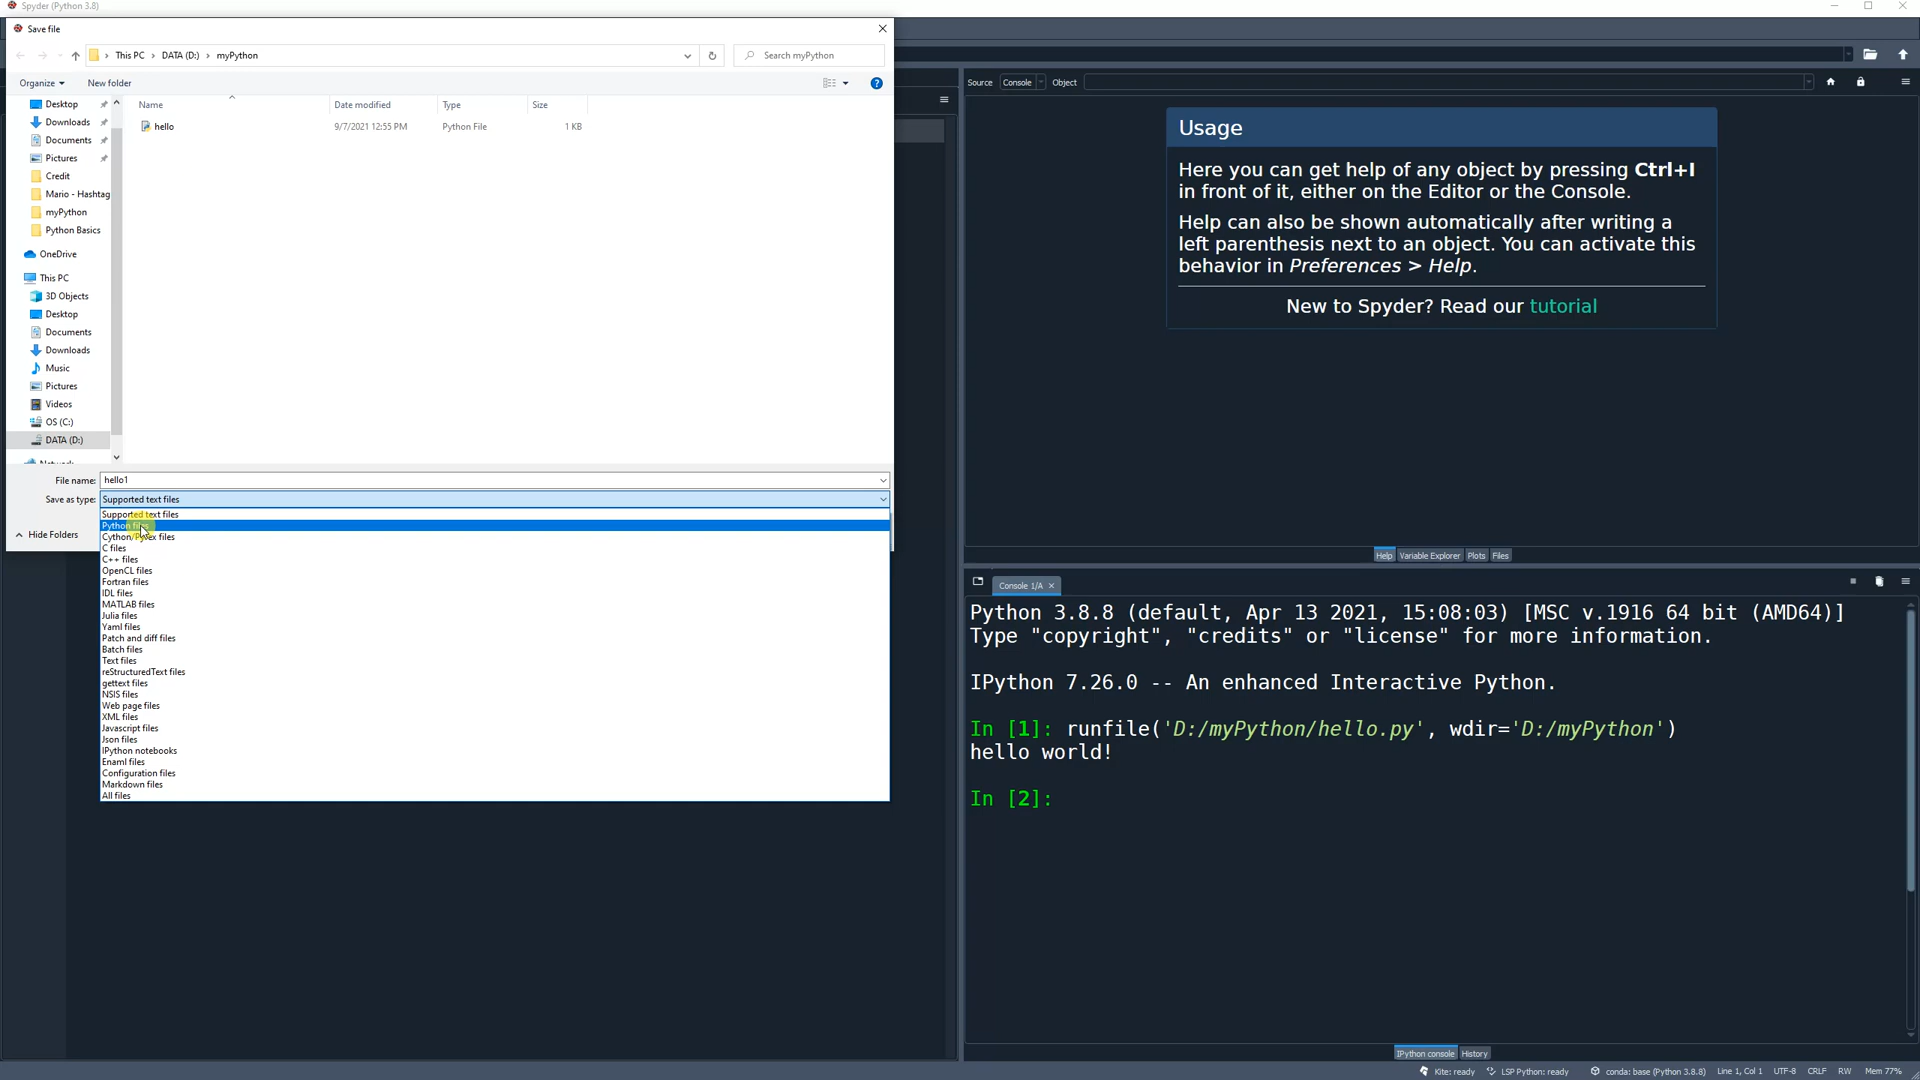 Spyder (Python 3.8)
Save file
This PC > DATA (D:) > myPython
Search myPython
Organize
New folder
Name
Date modified
Type
Size
hello
9/7/2021 12:55 PM
Python File
1 KB
Desktop
Downloads
Documents
Pictures
Credit
Mario - Hashtag
myPython
Python Basics
OneDrive
This PC
3D Objects
Desktop
Documents
Downloads
Music
Pictures
Videos
OS (C:)
DATA (D:)
File name: hello1
Save as type: Supported text files
Hide Folders
Supported text files
Python files
Cython/Pyrex files
C files
C++ files
OpenCL files
Fortran files
IDL files
MATLAB files
Julia files
Yaml files
Patch and diff files
Batch files
Text files
reStructuredText files
gettext files
NSIS files
Web page files
XML files
Javascript files
Json files
IPython notebooks
Enaml files
Configuration files
Markdown files
All files
Source Console Object
Usage
Here you can get help of any object by pressing Ctrl+I
in front of it, either on the Editor or the Console.
Help can also be shown automatically after writing a
left parenthesis next to an object. You can activate this
behavior in Preferences > Help.
New to Spyder? Read our tutorial
Help Variable Explorer Plots Files
Console 1/A
Python 3.8.8 (default, Apr 13 2021, 15:08:03) [MSC v.1916 64 bit (AMD64)]
Type "copyright", "credits" or "license" for more information.
IPython 7.26.0 -- An enhanced Interactive Python.
In [1]: runfile('D:/myPython/hello.py', wdir='D:/myPython')
hello world!
In [2]:
IPython console History
Kite: ready LSP Python: ready conda: base (Python 3.8.8) Line 1, Col 1 UTF-8 CRLF RW Mem 77%